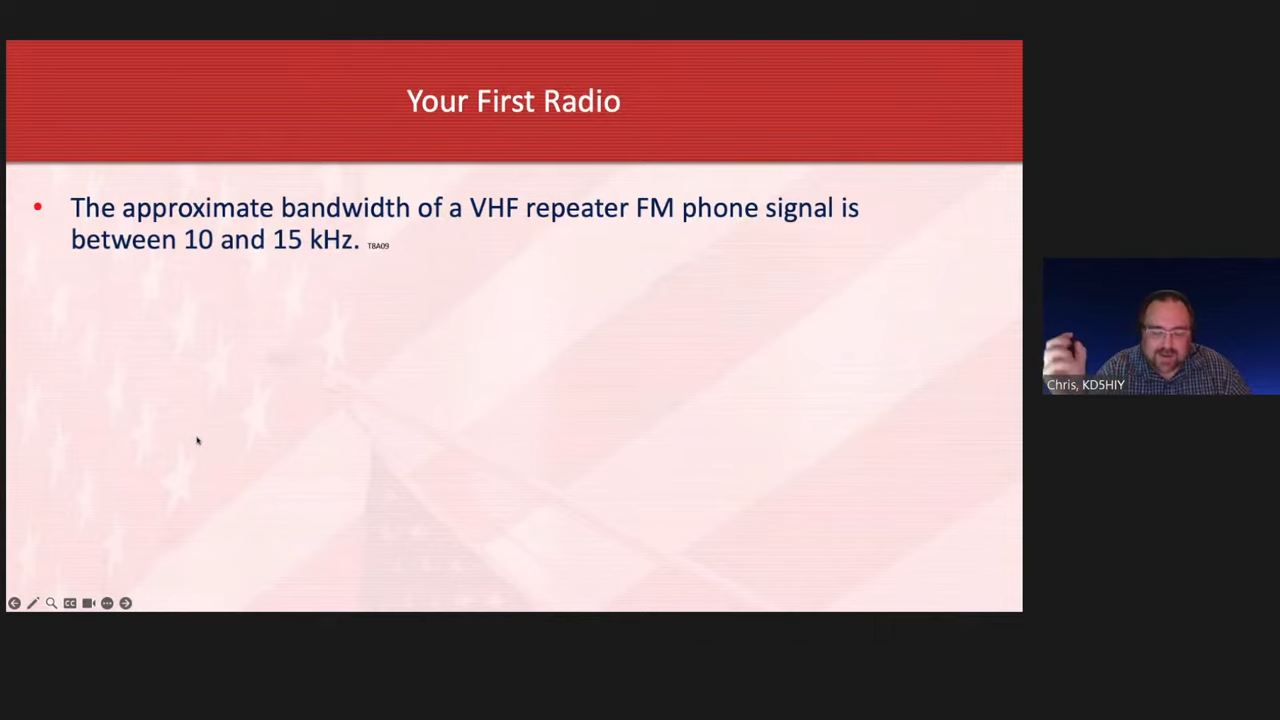 Your First Radio
• The approximate bandwidth of a VHF repeater FM phone signal is
between 10 and 15 kHz. T8A09
Chris, KD5HIY
CC